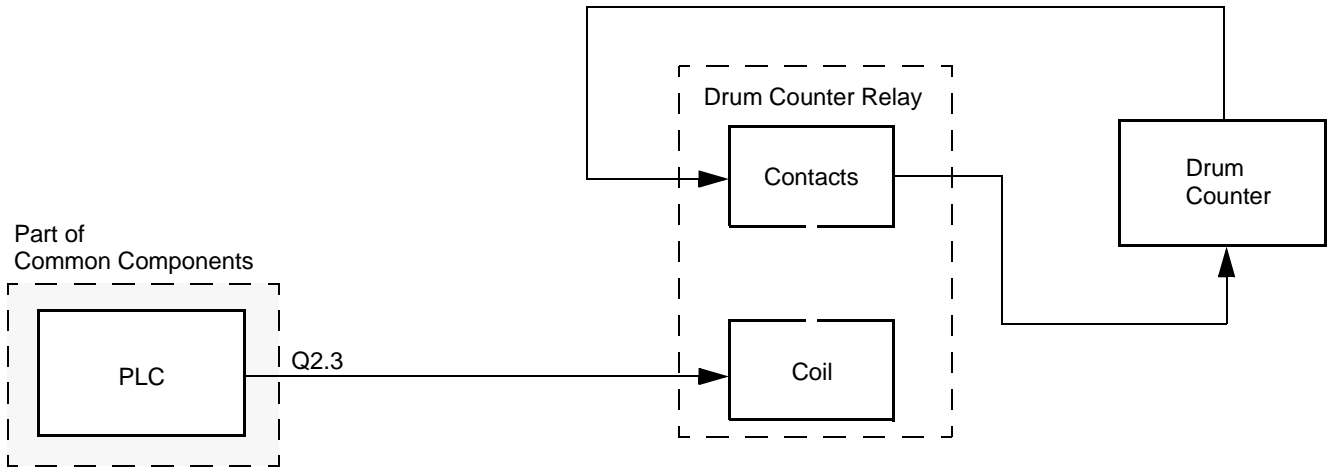 Drum Counter Relay
Contacts
Drum
Counter
Part of
Common Components
PLC
Q2.3
Coil